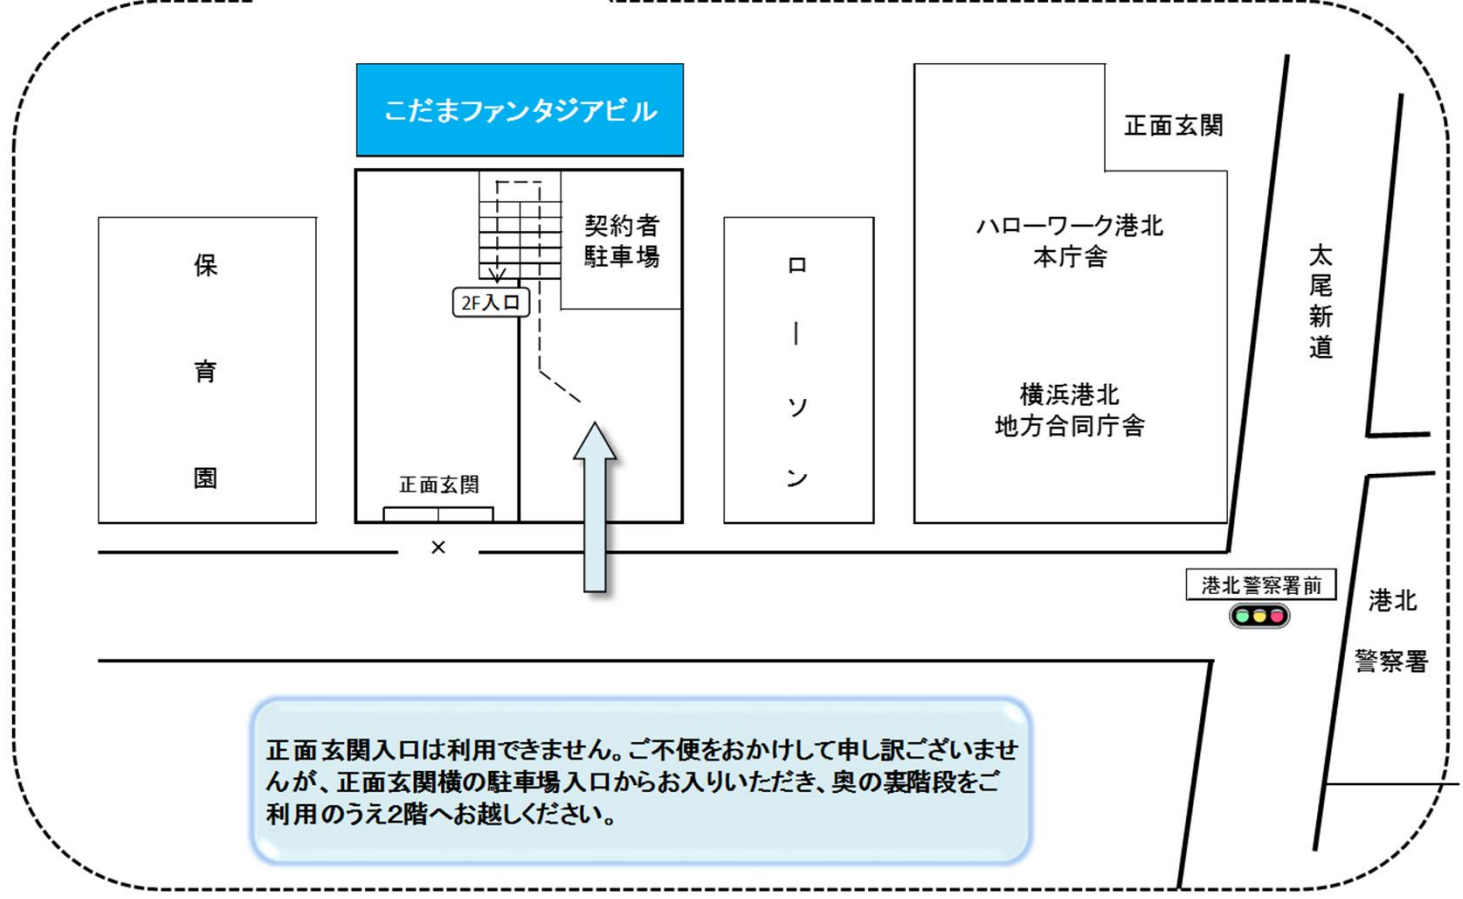 こだまファンタジアビル
正面玄関
契約者
駐車場
2F入口
正面玄関
×
保育園
ローソン
ハローワーク港北
本庁舎
横浜港北
地方合同庁舎
太尾新道
港北警察署前
港北
警察署
正面玄関入口は利用できません。ご不便をおかけして申し訳ございませ
んが、正面玄関横の駐車場入口からお入りいただき、奥の裏階段をご
利用のうえ2階へお越しください。